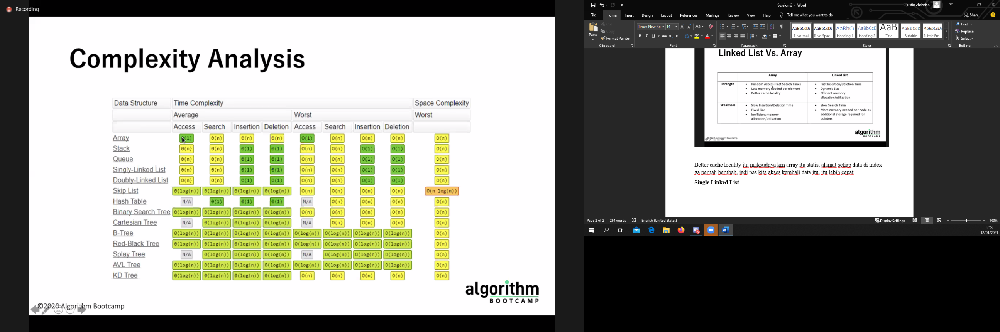 Recording
Complexity Analysis
Data Structure Time Complexity Space Complexity
Average Worst Worst
Access Search Insertion Deletion Access Search Insertion Deletion
Array Θ(1) Θ(n) Θ(n) Θ(n) O(1) O(n) O(n) O(n) O(n)
Stack Θ(n) Θ(n) Θ(1) Θ(1) O(n) O(n) O(1) O(1) O(n)
Queue Θ(n) Θ(n) Θ(1) Θ(1) O(n) O(n) O(1) O(1) O(n)
Singly-Linked List Θ(n) Θ(n) Θ(1) Θ(1) O(n) O(n) O(1) O(1) O(n)
Doubly-Linked List Θ(n) Θ(n) Θ(1) Θ(1) O(n) O(n) O(1) O(1) O(n)
Skip List Θ(log(n)) Θ(log(n)) Θ(log(n)) Θ(log(n)) O(n) O(n) O(n) O(n) O(n log(n))
Hash Table N/A Θ(1) Θ(1) Θ(1) N/A O(n) O(n) O(n) O(n)
Binary Search Tree Θ(log(n)) Θ(log(n)) Θ(log(n)) Θ(log(n)) O(n) O(n) O(n) O(n) O(n)
Cartesian Tree N/A Θ(log(n)) Θ(log(n)) Θ(log(n)) N/A O(n) O(n) O(n) O(n)
B-Tree Θ(log(n)) Θ(log(n)) Θ(log(n)) Θ(log(n)) O(log(n)) O(log(n)) O(log(n)) O(log(n)) O(n)
Red-Black Tree Θ(log(n)) Θ(log(n)) Θ(log(n)) Θ(log(n)) O(log(n)) O(log(n)) O(log(n)) O(log(n)) O(n)
Splay Tree N/A Θ(log(n)) Θ(log(n)) Θ(log(n)) N/A O(log(n)) O(log(n)) O(log(n)) O(n)
AVL Tree Θ(log(n)) Θ(log(n)) Θ(log(n)) Θ(log(n)) O(log(n)) O(log(n)) O(log(n)) O(log(n)) O(n)
KD Tree Θ(log(n)) Θ(log(n)) Θ(log(n)) Θ(log(n)) O(n) O(n) O(n) O(n) O(n)
algorithm
BOOTCAMP
©2020 Algorithm Bootcamp
Session 2 - Word
justin christian
File Home Insert Design Layout References Mailings Review View Help Tell me what you want to do Share
Paste
Cut
Copy
Format Painter
Clipboard
Times New Ro 14
Font
Paragraph
AaBbCcDc AaBbCcDc AaBbCc AaBbCcC AaB AaBbCcD AaBbCcDi
¶ Normal ¶ No Spac... Heading 1 Heading 2 Title Subtitle Subtle Em...
Styles
Find
Replace
Select
Editing
Linked List Vs. Array
Array Linked List
Strength
• Random Access (Fast Search Time)
• Less memory needed per element
• Better cache locality
• Fast Insertion/Deletion Time
• Dynamic Size
• Efficient memory
allocation/utilization
Weakness
• Slow Insertion/Deletion Time
• Fixed Size
• Inefficient memory
allocation/utilization
• Slow Search Time
• More memory needed per node as
additional storage required for
pointers
algorithm
BOOTCAMP
©2020 Algorithm Bootcamp
Better cache locality itu maksudnya krn array itu statis, alamat setiap data di index
ga pernah berubah, jadi pas kita akses kembali data itu, itu lebih cepat.
Single Linked List
Page 2 of 2 264 words English (United States) Display Settings 100%
17:58
12/01/2021